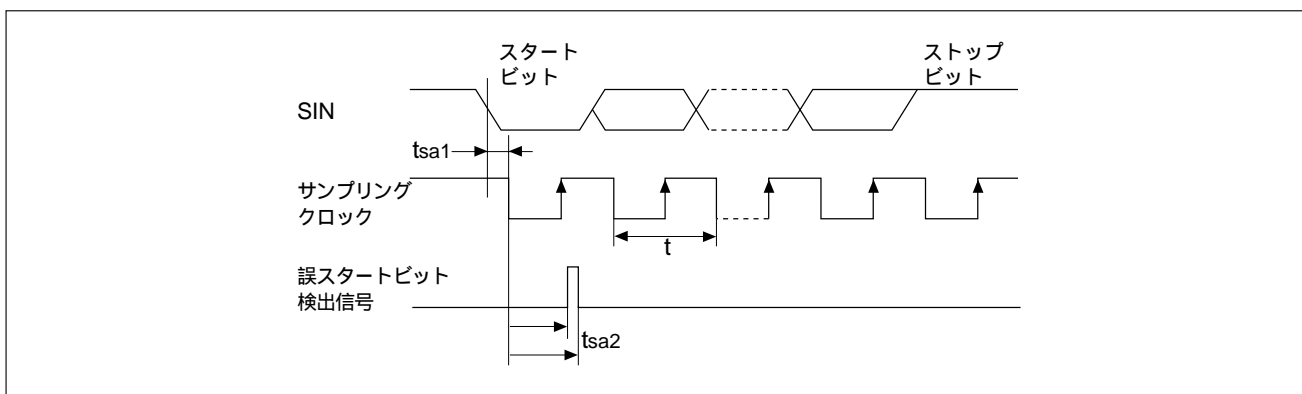 スタート
ビット
ストップ
ビット
SIN
tsa1
サンプリング
クロック
t
誤スタートビット
検出信号
tsa2